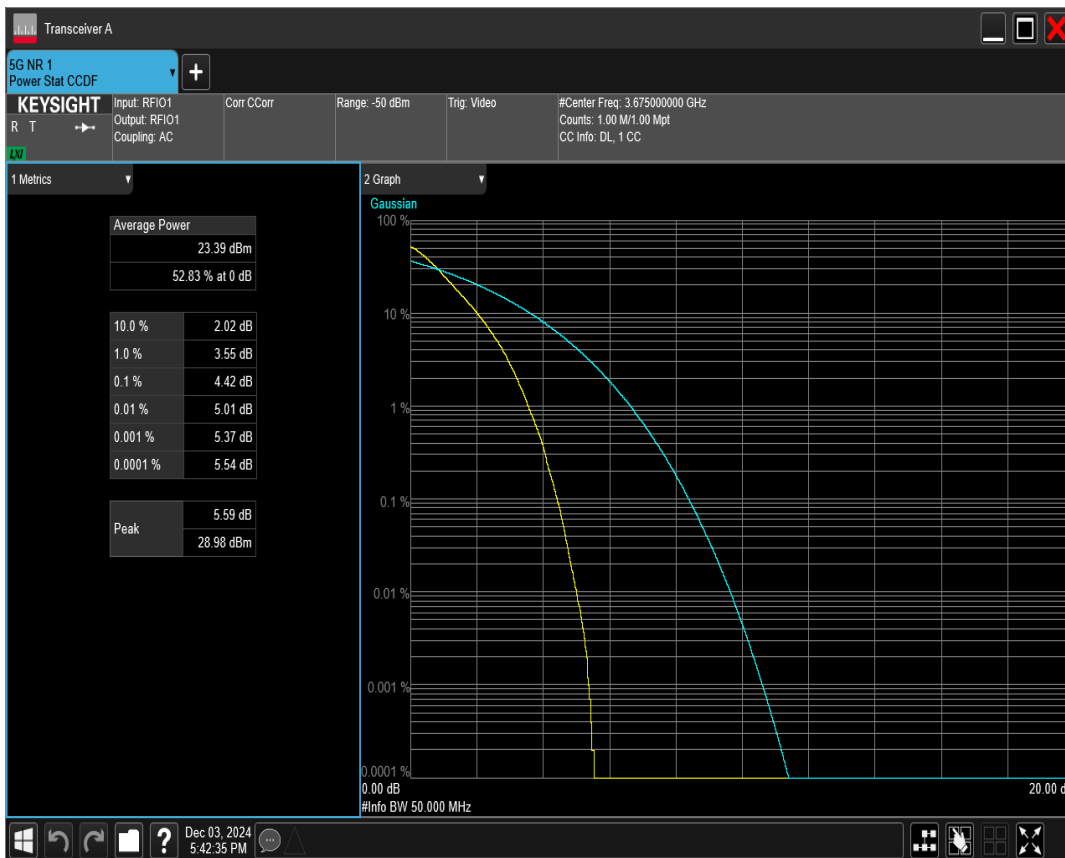 Transceiver A
5G NR 1
Power Stat CCDF
+
KEYSIGHT
R T
LXI
Input: RFIO1
Output: RFIO1
Coupling: AC
Corr CCorr
Range: -50 dBm
Trig: Video
#Center Freq: 3.675000000 GHz
Counts: 1.00 M/1.00 Mpt
CC Info: DL, 1 CC
1 Metrics
Average Power
23.39 dBm
52.83 % at 0 dB
10.0 % 2.02 dB
1.0 % 3.55 dB
0.1 % 4.42 dB
0.01 % 5.01 dB
0.001 % 5.37 dB
0.0001 % 5.54 dB
Peak 5.59 dB
28.98 dBm
2 Graph
Gaussian
100 %
10 %
1 %
0.1 %
0.01 %
0.001 %
0.0001 %
0.00 dB 20.00 d
#Info BW 50.000 MHz
?
Dec 03, 2024
5:42:35 PM